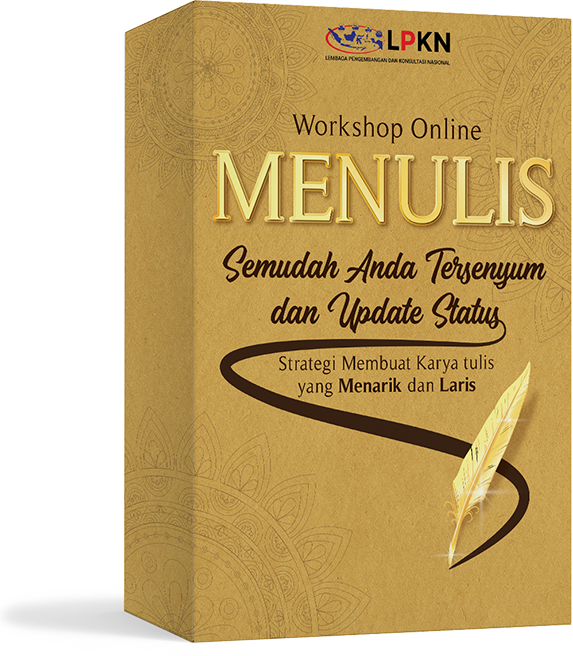 LPKN
LEMBAGA PENGEMBANGAN DAN KONSULTASI NASIONAL
Workshop Online
MENULIS
Semudah Anda Tersenyum
dan Update Status
Strategi Membuat Karya tulis
yang Menarik dan Laris